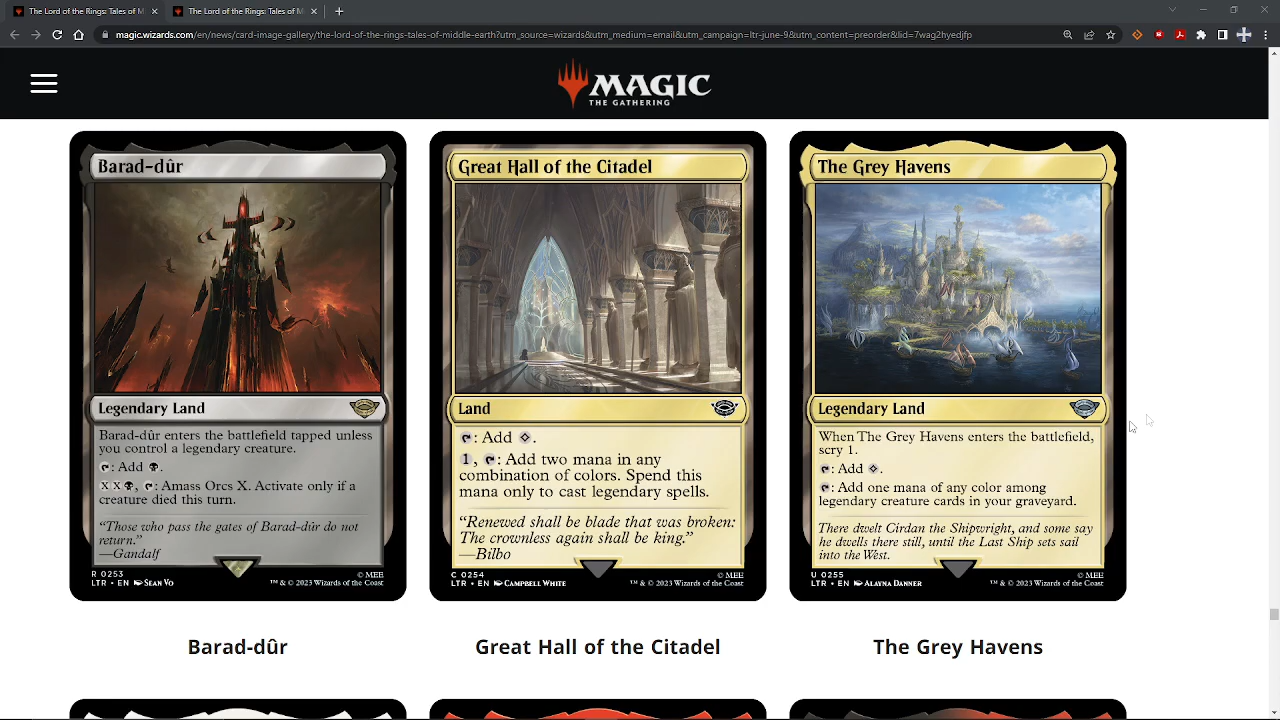 The Lord of the Rings: Tales of M
The Lord of the Rings: Tales of M
magic.wizards.com/en/news/card-image-gallery/the-lord-of-the-rings-tales-of-middle-earth?utm_source=wizards&utm_medium=email&utm_campaign=ltr-june-9&utm_content=preorder&lid=7wag2hyedjfp
MAGIC
THE GATHERING
Barad-dûr
Legendary Land
Barad-dûr enters the battlefield tapped unless
you control a legendary creature.
: Add .
X X , : Amass Orcs X. Activate only if a
creature died this turn.
“Those who pass the gates of Barad-dûr do not
return.”
—Gandalf
R 0253
LTR • EN Sean Vo
© MEE
™ & © 2023 Wizards of the Coast
Great Hall of the Citadel
Land
: Add .
1, : Add two mana in any
combination of colors. Spend this
mana only to cast legendary spells.
“Renewed shall be blade that was broken:
The crownless again shall be king.”
—Bilbo
C 0254
LTR • EN Campbell White
© MEE
™ & © 2023 Wizards of the Coast
The Grey Havens
Legendary Land
When The Grey Havens enters the battlefield,
scry 1.
: Add .
: Add one mana of any color among
legendary creature cards in your graveyard.
There dwelt Círdan the Shipwright, and some say
he dwells there still, until the Last Ship sets sail
into the West.
U 0255
LTR • EN Alayna Danner
© MEE
™ & © 2023 Wizards of the Coast
Barad-dûr
Great Hall of the Citadel
The Grey Havens